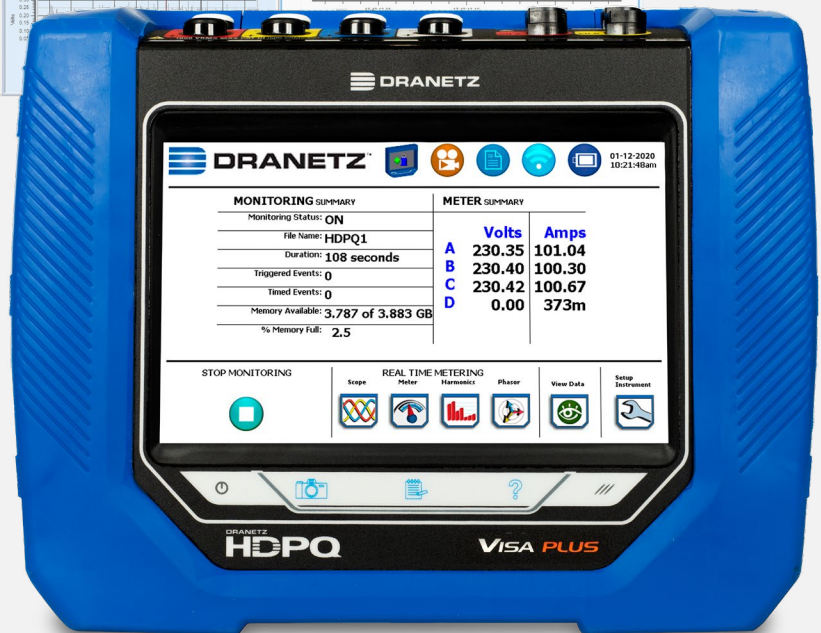 DRANETZ
DRANETZ™
01-12-2020
10:21:48am
MONITORING SUMMARY
Monitoring Status: ON
File Name: HDPQ1
Duration: 108 seconds
Triggered Events: 0
Timed Events: 0
Memory Available: 3.787 of 3.883 GB
% Memory Full: 2.5
METER SUMMARY
Volts Amps
A 230.35 101.04
B 230.40 100.30
C 230.42 100.67
D 0.00 373m
STOP MONITORING
REAL TIME METERING
Scope Meter Harmonics Phasor View Data Setup Instrument
DRANETZ
HDPQ
VISA PLUS